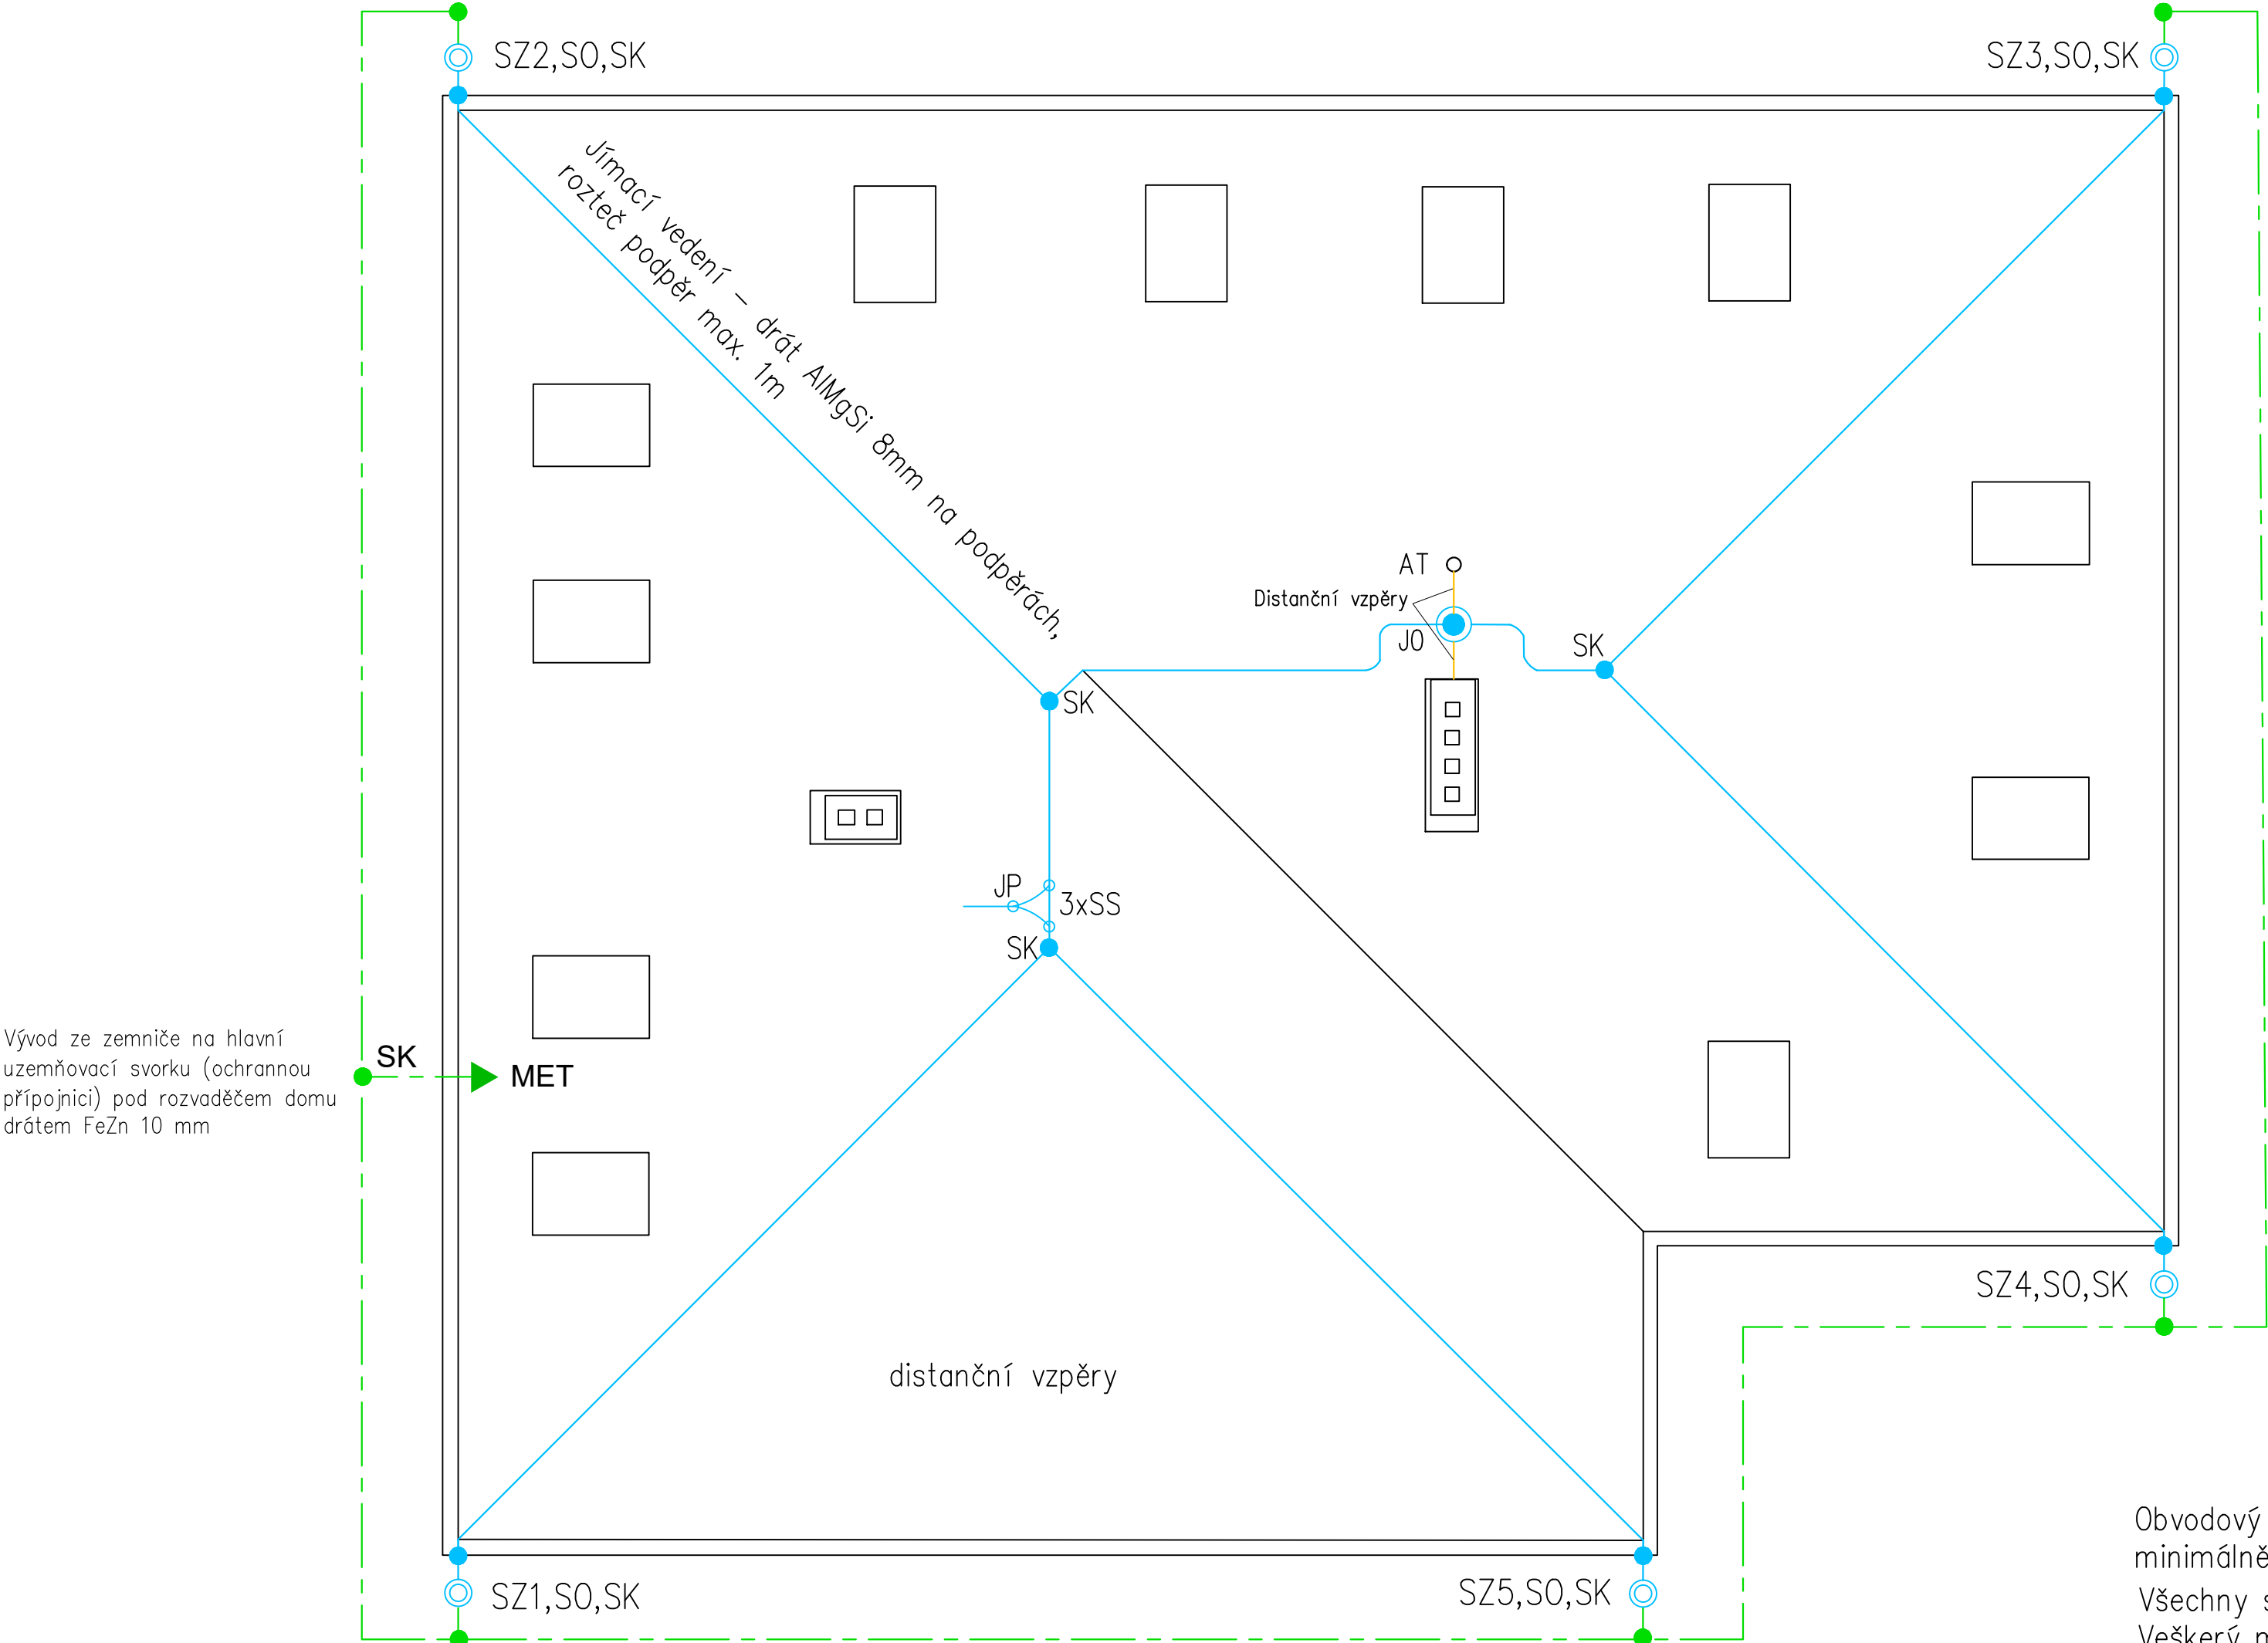 SZ2,SO,SK
SZ3,SO,SK
Jímací vedení – drát AlMgSi 8mm na podpěrách,
rozteč podpěr max. 1m
AT
Distanční vzpěry
JO
SK
SK
JP
3xSS
SK
Vývod ze zemniče na hlavní
uzemňovací svorku (ochrannou
přípojnici) pod rozvaděčem domu
drátem FeZn 10 mm
SK
MET
SZ4,SO,SK
distanční vzpěry
Obvodový
minimálně
Všechny s
SZ1,SO,SK
SZ5,SO,SK
Veškerý